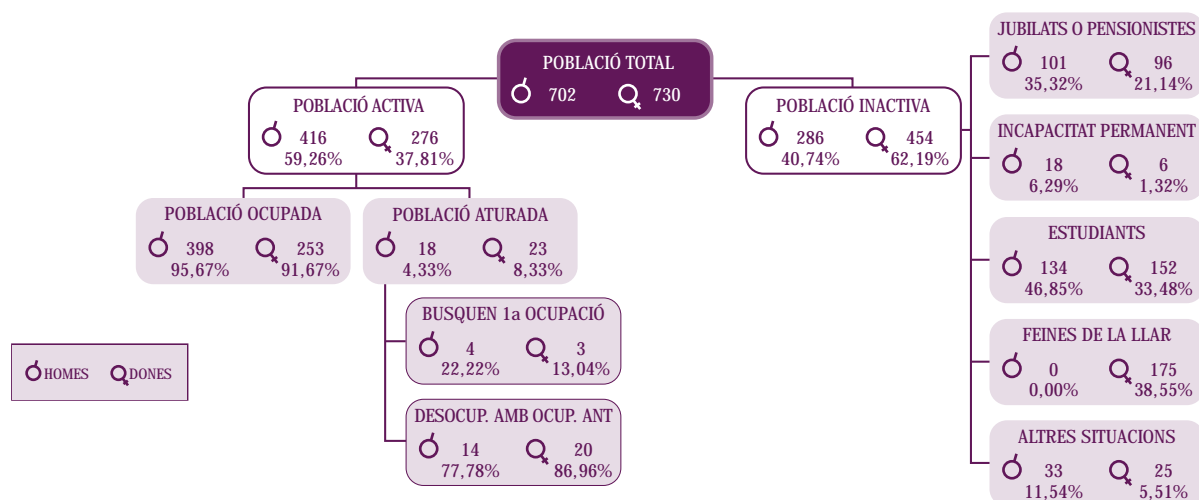 POBLACIÓ TOTAL
702 730
POBLACIÓ ACTIVA
416 276
59,26% 37,81%
POBLACIÓ INACTIVA
286 454
40,74% 62,19%
POBLACIÓ OCUPADA
398 253
95,67% 91,67%
POBLACIÓ ATURADA
18 23
4,33% 8,33%
BUSQUEN 1a OCUPACIÓ
4 3
22,22% 13,04%
DESOCUP. AMB OCUP. ANT
14 20
77,78% 86,96%
JUBILATS O PENSIONISTES
101 96
35,32% 21,14%
INCAPACITAT PERMANENT
18 6
6,29% 1,32%
ESTUDIANTS
134 152
46,85% 33,48%
FEINES DE LA LLAR
0 175
0,00% 38,55%
ALTRES SITUACIONS
33 25
11,54% 5,51%
HOMES DONES